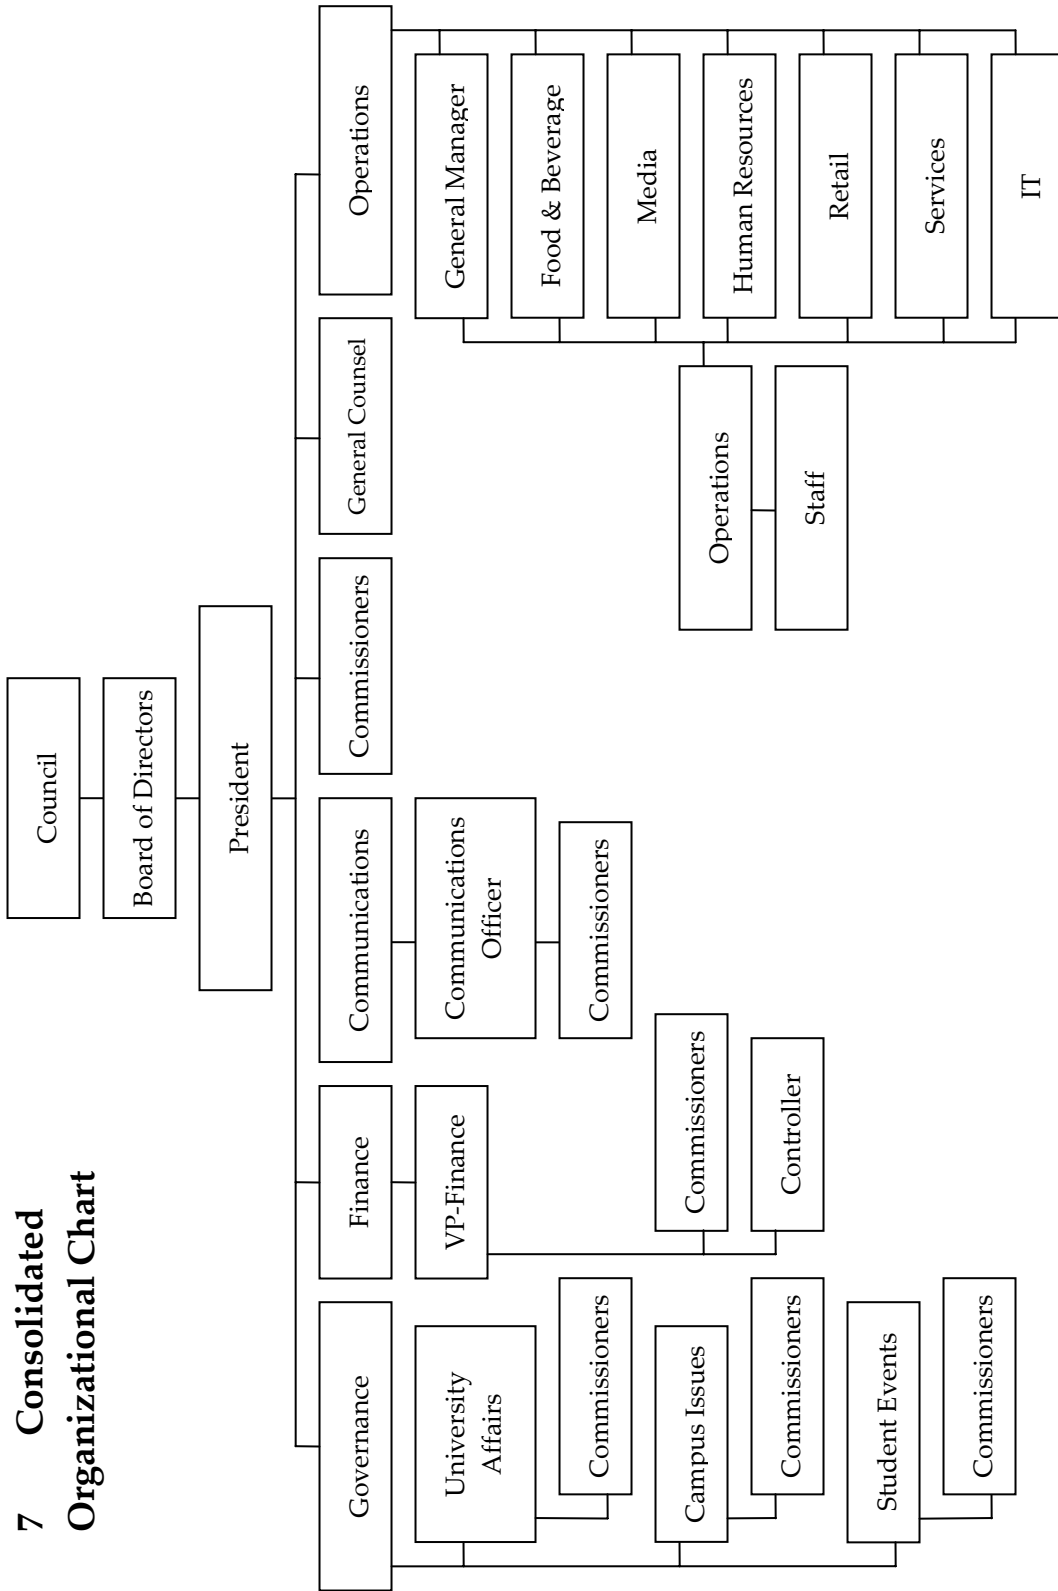 7 Consolidated
Organizational Chart
Council
Board of Directors
President
Governance
Finance
Communications
Commissioners
General Counsel
Operations
University
Affairs
Commissioners
Campus Issues
Commissioners
Student Events
Commissioners
VP-Finance
Commissioners
Controller
Communications
Officer
Commissioners
General Manager
Food & Beverage
Media
Human Resources
Retail
Services
IT
Operations
Staff